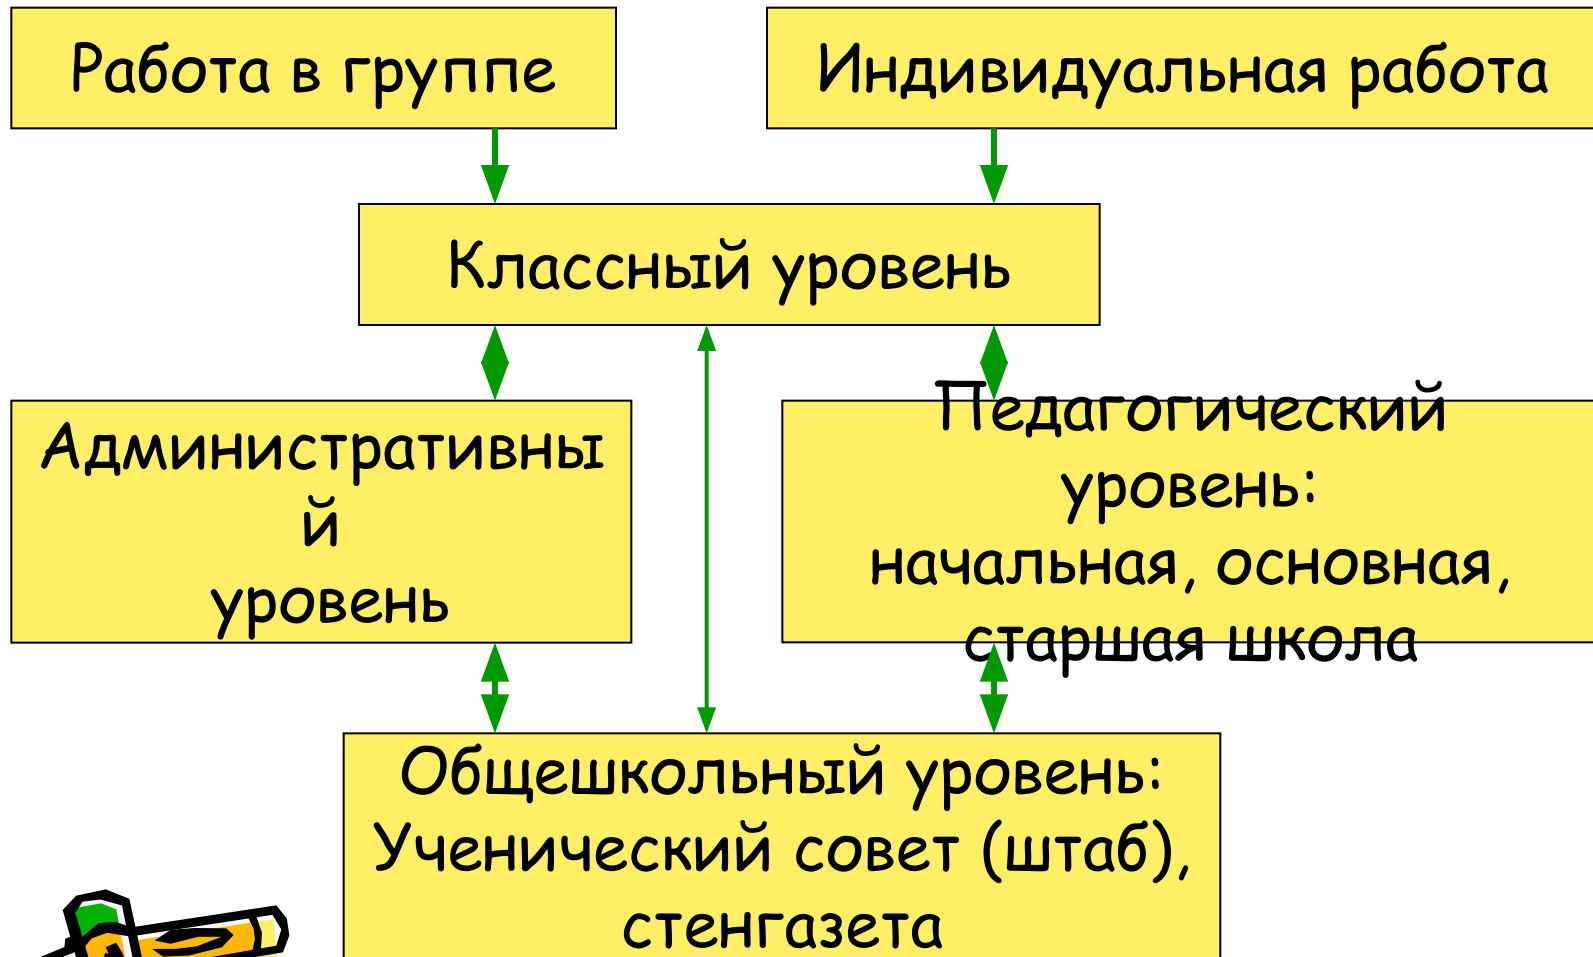 Работа в группе
Индивидуальная работа
Классный уровень
Административны
й
уровень
Педагогический
уровень:
начальная, основная,
старшая школа
Общешкольный уровень:
Ученический совет (штаб),
стенгазета